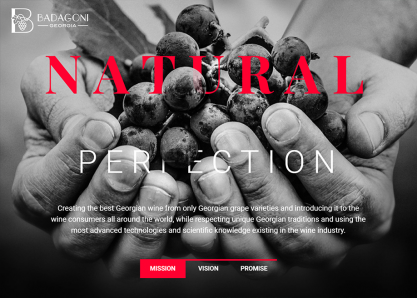 BADAGONI
GEORGIA
NATURAL
PERFECTION
Creating the best Georgian wine from only Georgian grape varieties and introducing it to the
wine consumers all around the world, while respecting unique Georgian traditions and using the
most advanced technologies and scientific knowledge existing in the wine industry.
MISSION VISION PROMISE